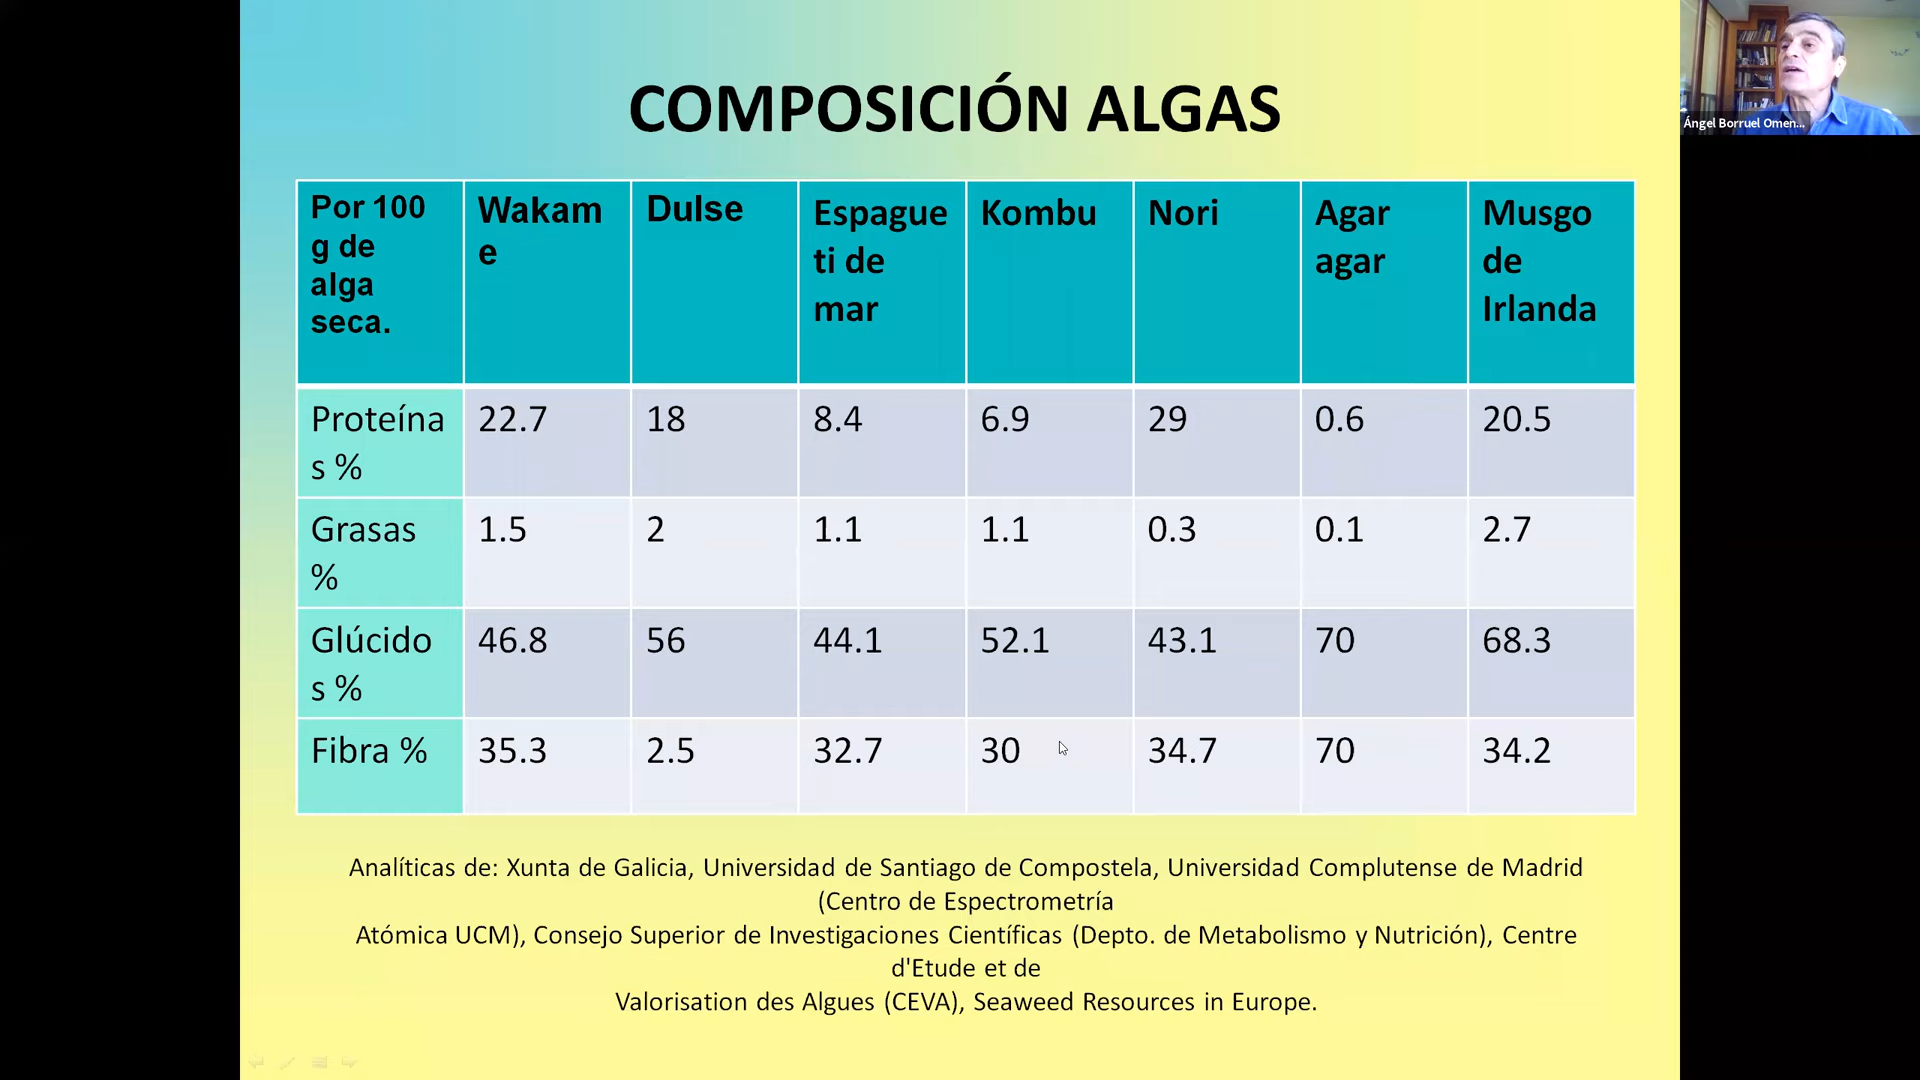 COMPOSICIÓN ALGAS
Ángel Borruel Omen...
Por 100
g de
alga
seca.
Wakam
e
Dulse
Espague
ti de
mar
Kombu
Nori
Agar
agar
Musgo
de
Irlanda
Proteína
s %
22.7
18
8.4
6.9
29
0.6
20.5
Grasas
%
1.5
2
1.1
1.1
0.3
0.1
2.7
Glúcido
s %
46.8
56
44.1
52.1
43.1
70
68.3
Fibra %
35.3
2.5
32.7
30
34.7
70
34.2
Analíticas de: Xunta de Galicia, Universidad de Santiago de Compostela, Universidad Complutense de Madrid
(Centro de Espectrometría
Atómica UCM), Consejo Superior de Investigaciones Científicas (Depto. de Metabolismo y Nutrición), Centre
d'Etude et de
Valorisation des Algues (CEVA), Seaweed Resources in Europe.